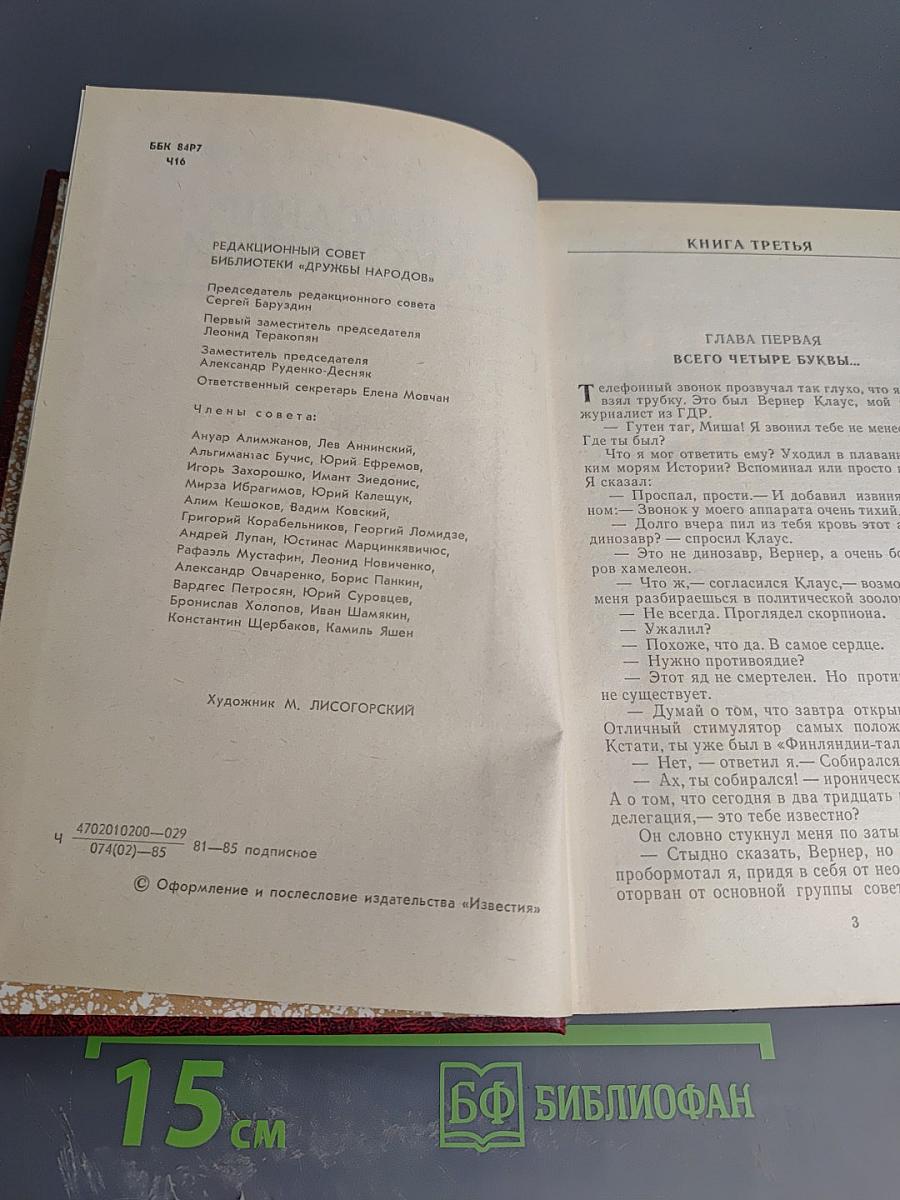 ББК 84Р7
Ч16
РЕДАКЦИОННЫЙ СОВЕТ
БИБЛИОТЕКИ «ДРУЖБЫ НАРОДОВ»
Председатель редакционного совета
Сергей Баруздин
Первый заместитель председателя
Леонид Теракопян
Заместитель председателя
Александр Руденко-Десняк
Ответственный секретарь Елена Мовчан
Члены совета:
Ануар Алимжанов, Лев Аннинский,
Альгимантас Бучис, Юрий Ефремов,
Игорь Захорошко, Имант Зиедонис,
Мирза Ибрагимов, Юрий Калещук,
Алим Кешоков, Вадим Ковский,
Григорий Корабельников, Георгий Ломидзе,
Андрей Лупан, Юстинас Марцинкявичюс,
Рафаэль Мустафин, Леонид Новиченко,
Александр Овчаренко, Борис Панкин,
Вардгес Петросян, Юрий Суровцев,
Бронислав Холопов, Иван Шамякин,
Константин Щербаков, Камиль Яшен
Художник М. ЛИСОГОРСКИЙ
Ч 4702010200—029
074(02)—85 81—85 подписное
© Оформление и послесловие издательства «Известия»
КНИГА ТРЕТЬЯ
ГЛАВА ПЕРВАЯ
ВСЕГО ЧЕТЫРЕ БУКВЫ...
Телефонный звонок прозвучал так глухо, что я
взял трубку. Это был Вернер Клаус, мой
журналист из ГДР.
— Гутен таг, Миша! Я звонил тебе не мене
Где ты был?
Что я мог ответить ему? Уходил в плавани
ким морям Истории? Вспоминал или просто
Я сказал:
— Проспал, прости.— И добавил извиня
ном:— Звонок у моего аппарата очень тихий,
— Долго вчера пил из тебя кровь этот а
динозавр? — спросил Клаус.
— Это не динозавр, Вернер, а очень бо
ров хамелеон.
— Что ж,— согласился Клаус,— возмо
меня разбираешься в политической зооло
— Не всегда. Проглядел скорпиона.
— Ужалил?
— Похоже, что да. В самое сердце.
— Нужно противоядие?
— Этот яд не смертелен. Но проти
не существует.
— Думай о том, что завтра откры
Отличный стимулятор самых полож
Кстати, ты уже был в «Финляндии-тал
— Нет, — ответил я.— Собирался
— Ах, ты собирался! — ироническ
А о том, что сегодня в два тридцать
делегация,— это тебе известно?
Он словно стукнул меня по заты
— Стыдно сказать, Вернер, но
пробормотал я, придя в себя от нео
оторван от основной группы совет
3
15 см
БФ БИБЛИОФАН